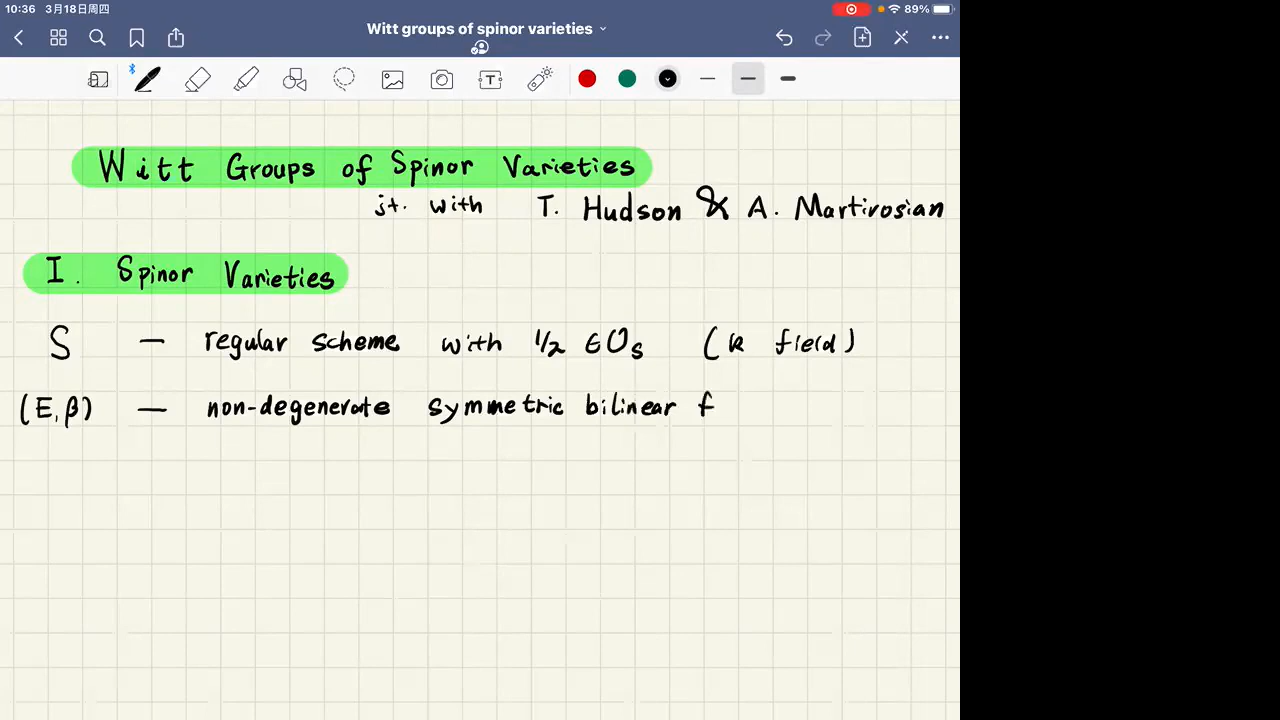 10:36 3月18日周四
89%
Witt groups of spinor varieties
T
Witt Groups of Spinor Varieties
jt. with T. Hudson & A. Martirosian
I. Spinor Varieties
S — regular scheme with 1/2 ∈ O_S (k field)
(E, β) — non-degenerate symmetric bilinear f